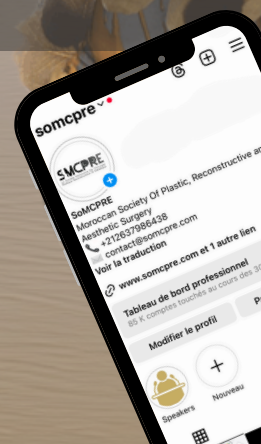 somcpre
SMCPRE
SoMCPRE
Moroccan Society Of Plastic, Reconstructive an
Aesthetic Surgery
+212637986438
contact@somcpre.com
Voir la traduction
www.somcpre.com et 1 autre lien
Tableau de bord professionnel
85 K comptes touchés au cours des 30
Modifier le profil
P
Speakers
Nouveau